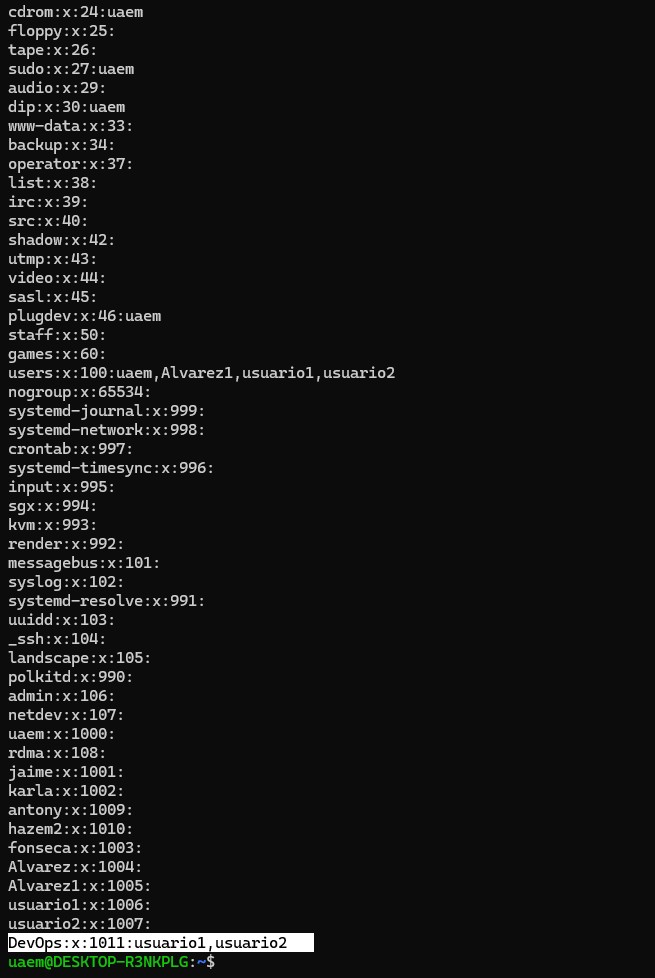 cdrom:x:24:uaem
floppy:x:25:
tape:x:26:
sudo:x:27:uaem
audio:x:29:
dip:x:30:uaem
www-data:x:33:
backup:x:34:
operator:x:37:
list:x:38:
irc:x:39:
src:x:40:
shadow:x:42:
utmp:x:43:
video:x:44:
sasl:x:45:
plugdev:x:46:uaem
staff:x:50:
games:x:60:
users:x:100:uaem,Alvarez1,usuario1,usuario2
nogroup:x:65534:
systemd-journal:x:999:
systemd-network:x:998:
crontab:x:997:
systemd-timesync:x:996:
input:x:995:
sgx:x:994:
kvm:x:993:
render:x:992:
messagebus:x:101:
syslog:x:102:
systemd-resolve:x:991:
uuidd:x:103:
_ssh:x:104:
landscape:x:105:
polkitd:x:990:
admin:x:106:
netdev:x:107:
uaem:x:1000:
rdma:x:108:
jaime:x:1001:
karla:x:1002:
antony:x:1009:
hazem2:x:1010:
fonseca:x:1003:
Alvarez:x:1004:
Alvarez1:x:1005:
usuario1:x:1006:
usuario2:x:1007:
DevOps:x:1011:usuario1,usuario2
uaem@DESKTOP-R3NKPLG:~$